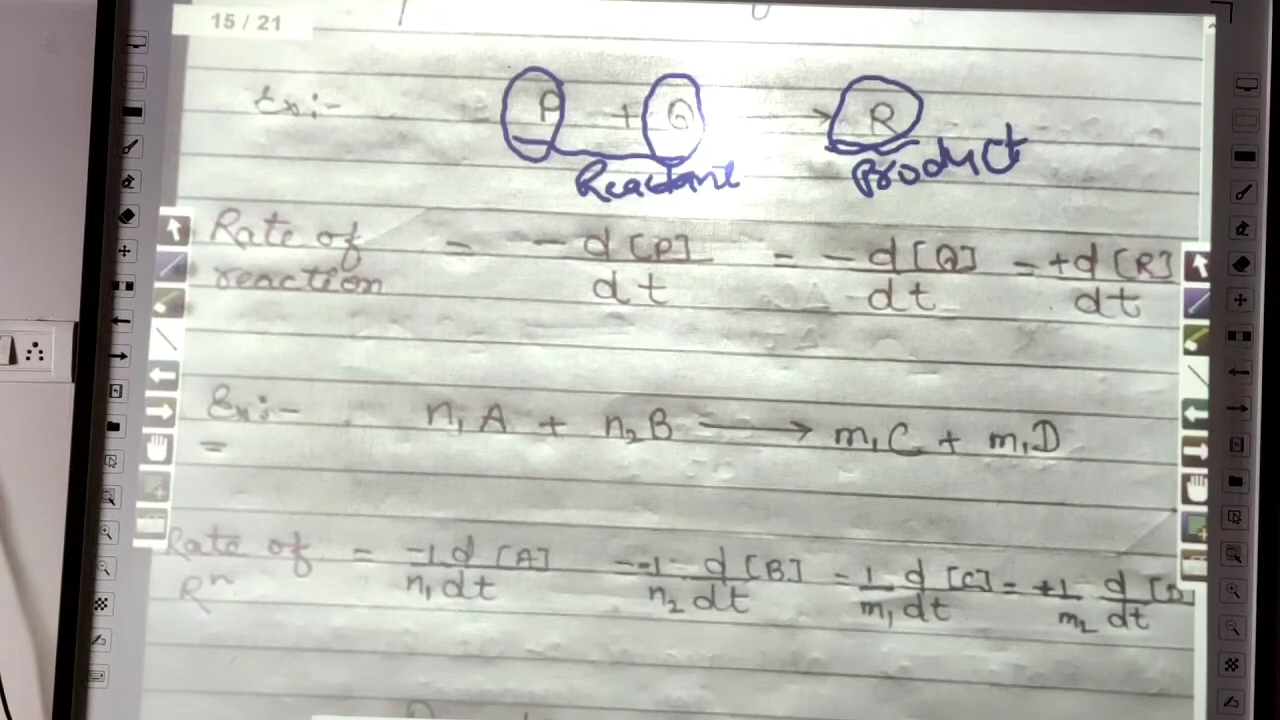 15 / 21
Ex:- P + Q → R
Reactant Product
Rate of reaction = - d[P]/dt = - d[Q]/dt = + d[R]/dt
Ex:- n₁A + n₂B → m₁C + m₁D
Rate of Rⁿ = -1/n₁ d[A]/dt --1/n₂ d[B]/dt - 1/m₁ d[C]/dt = +1/m₂ d[D/dt